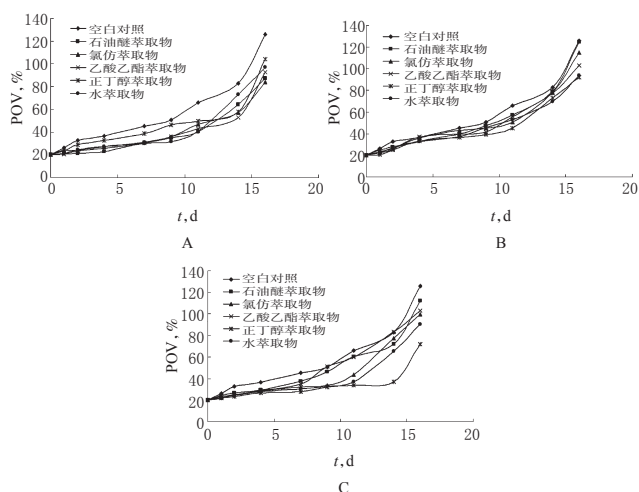 140
120
100
80
60
40
20
0
POV, %
空白对照
石油醚萃取物
氯仿萃取物
乙酸乙酯萃取物
正丁醇萃取物
水萃取物
0 5 10 15 20
t,d
A
140
120
100
80
60
40
20
0
POV, %
空白对照
石油醚萃取物
氯仿萃取物
乙酸乙酯萃取物
正丁醇萃取物
水萃取物
0 5 10 15 20
t,d
B
140
120
100
80
60
40
20
0
POV, %
空白对照
石油醚萃取物
氯仿萃取物
乙酸乙酯萃取物
正丁醇萃取物
水萃取物
0 5 10 15 20
t,d
C